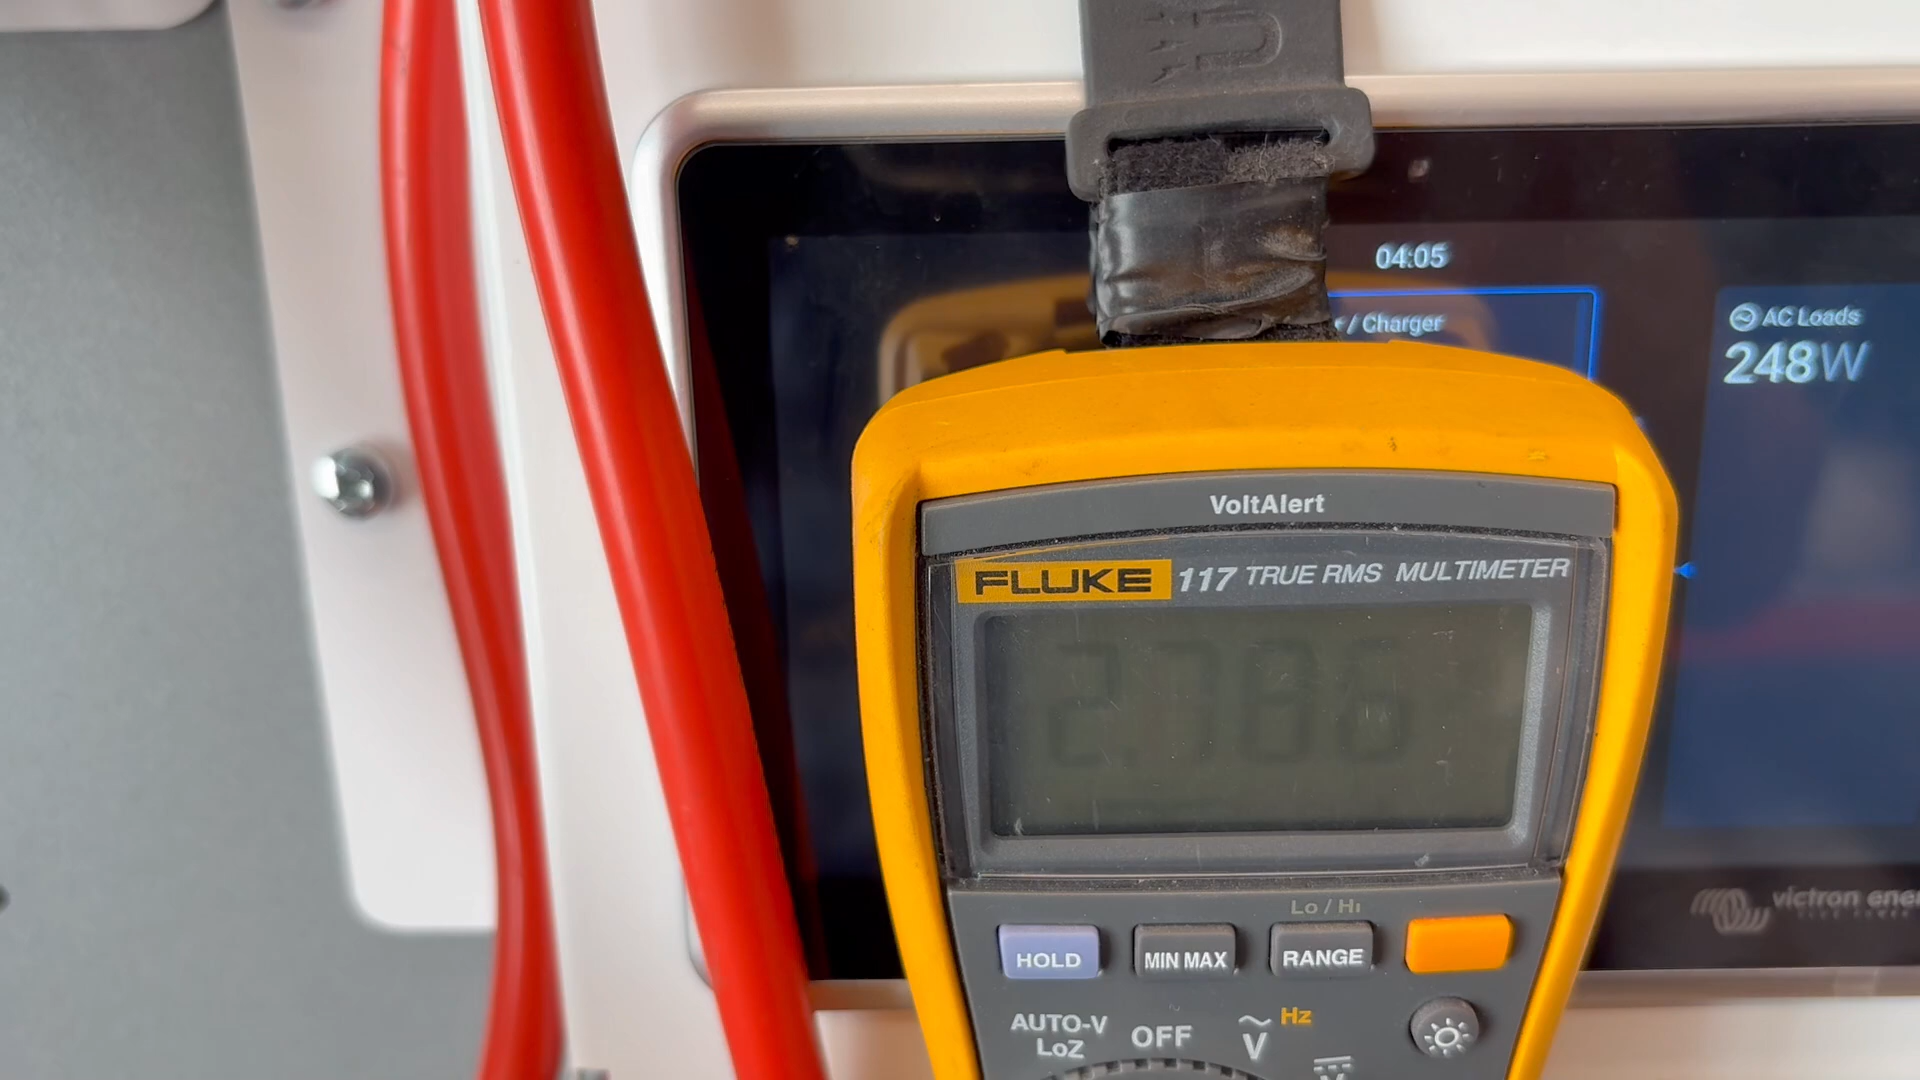 04:05
/ Charger
AC Loads
248W
VoltAlert
FLUKE 117 TRUE RMS MULTIMETER
victron
Lo / Hi
HOLD
MIN MAX
RANGE
AUTO-V
LoZ
OFF
V
Hz